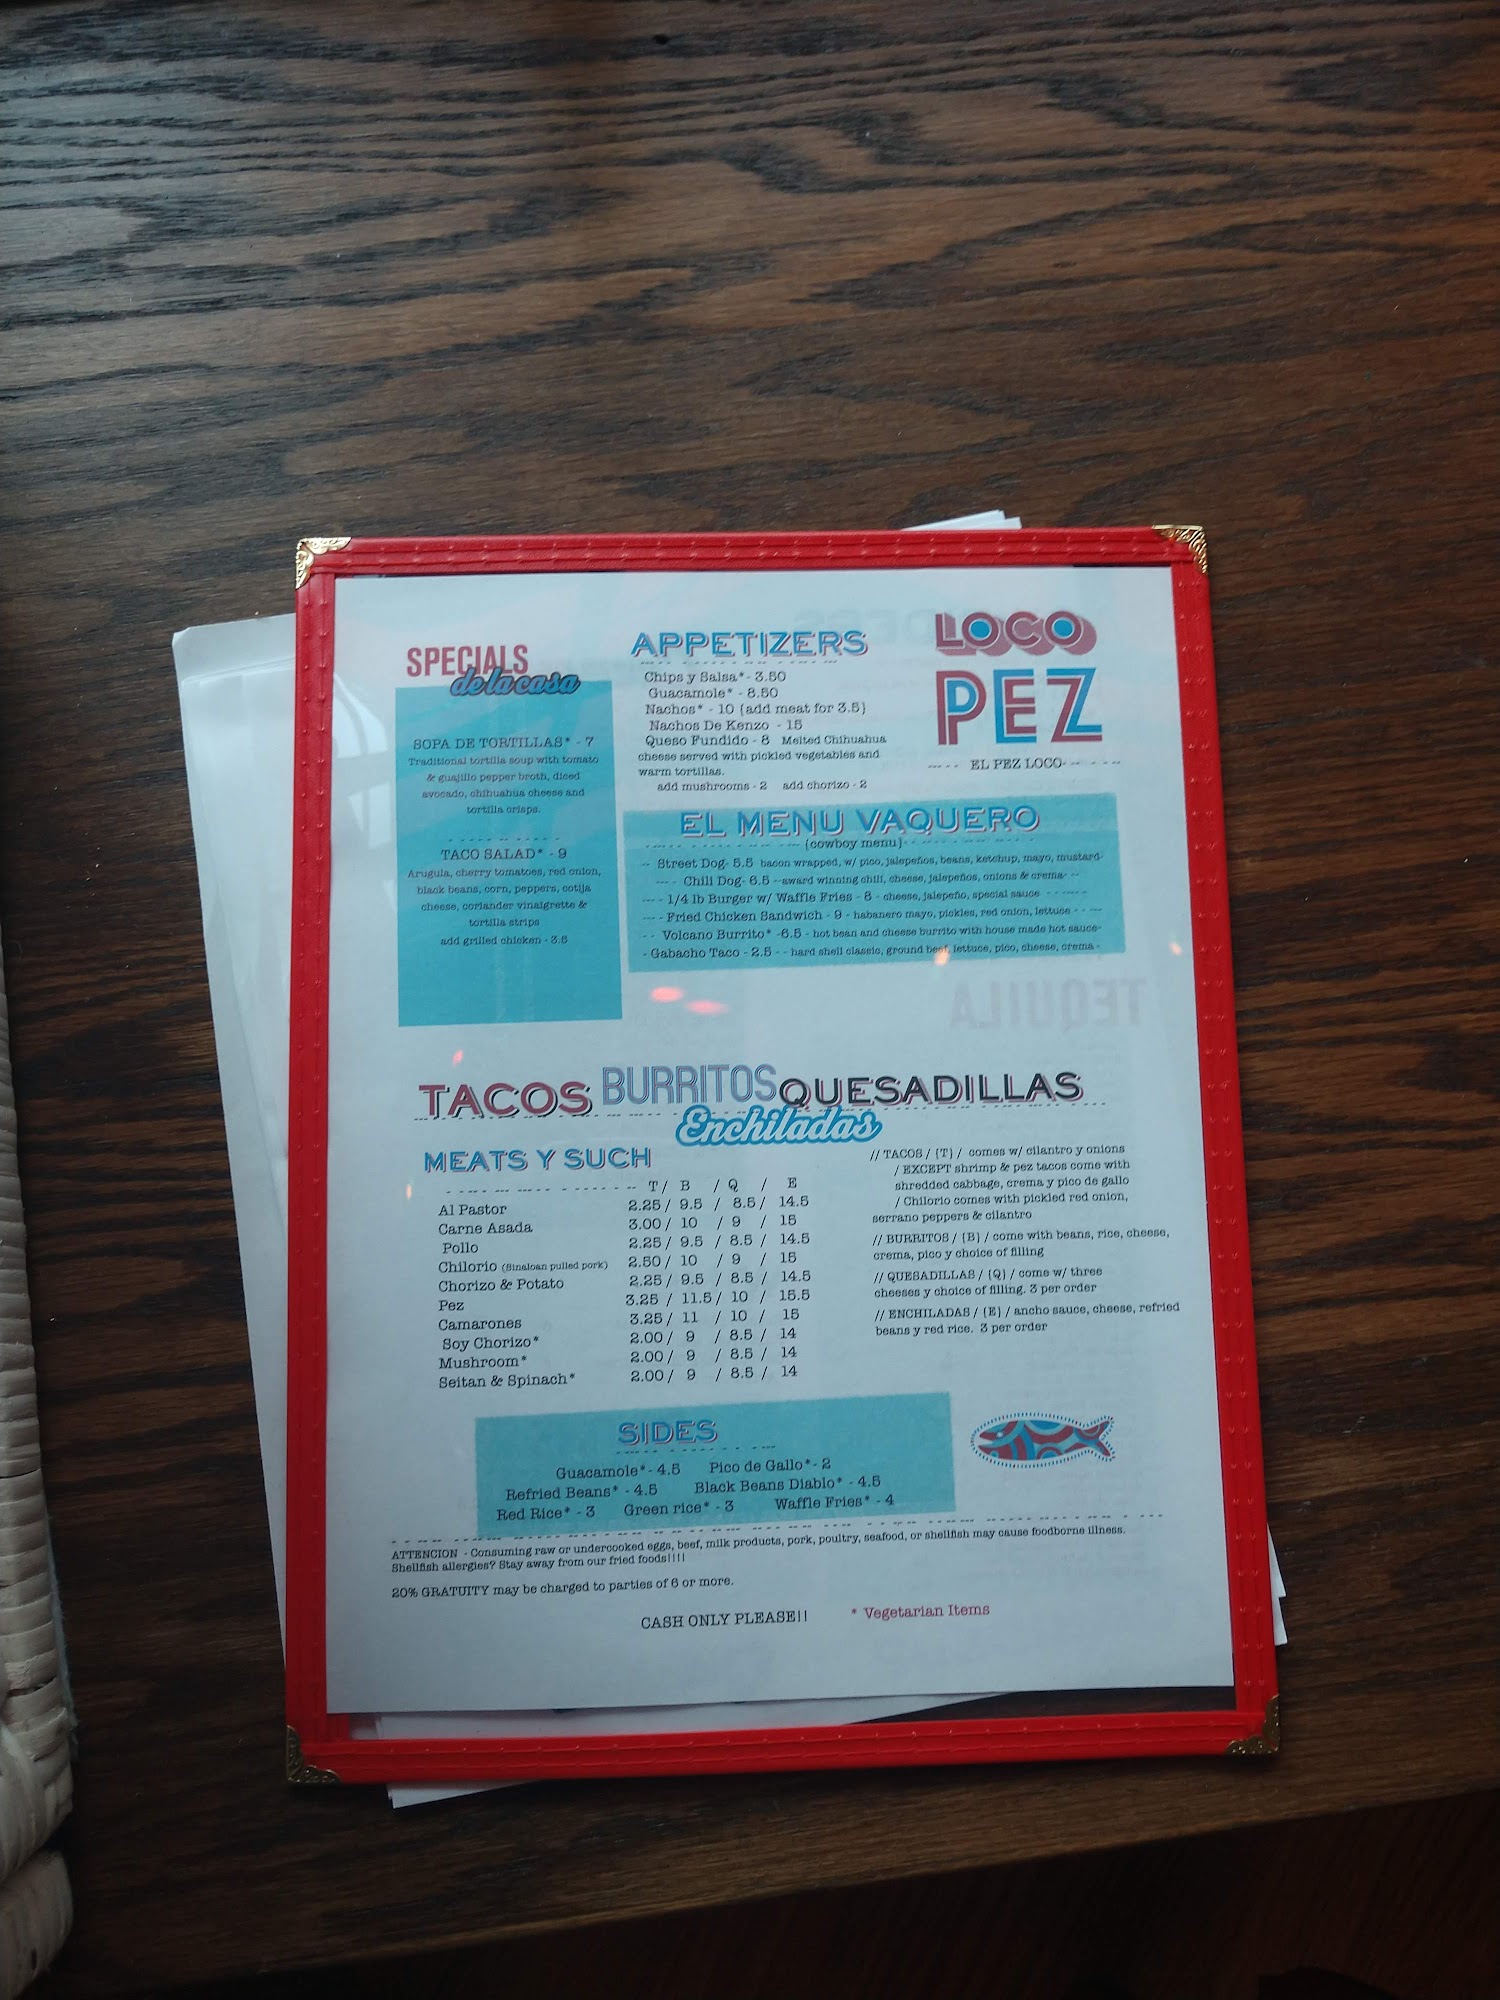 SPECIALS
de la casa
SOPA DE TORTILLAS* - 7
Traditional tortilla soup with tomato
& guajillo pepper broth, diced
avocado, chihuahua cheese and
tortilla crisps.
TACO SALAD* - 9
Arugula, cherry tomatoes, red onion,
black beans, corn, peppers, cotija
cheese, coriander vinaigrette &
tortilla strips
add grilled chicken - 3.5
APPETIZERS
Chips y Salsa* - 3.50
Guacamole* - 8.50
Nachos* - 10 {add meat for 3.5}
Nachos De Kenzo - 15
Queso Fundido - 8 Melted Chihuahua
cheese served with pickled vegetables and
warm tortillas.
add mushrooms - 2 add chorizo - 2
LOCO
PEZ
EL PEZ LOCO
EL MENU VAQUERO
{cowboy menu}
Street Dog- 5.5 bacon wrapped, w/ pico, jalepeños, beans, ketchup, mayo, mustard
Chili Dog- 6.5 --award winning chili, cheese, jalepeños, onions & crema
1/4 lb Burger w/ Waffle Fries - 8 - cheese, jalepeño, special sauce
Fried Chicken Sandwich - 9 - habanero mayo, pickles, red onion, lettuce
Volcano Burrito* -6.5 - hot bean and cheese burrito with house made hot sauce
Gabacho Taco - 2.5 - - hard shell classic, ground beef, lettuce, pico, cheese, crema
TEQUILA
TACOS BURRITOS QUESADILLAS
Enchiladas
MEATS Y SUCH
T / B / Q / E
Al Pastor 2.25 / 9.5 / 8.5 / 14.5
Carne Asada 3.00 / 10 / 9 / 15
Pollo 2.25 / 9.5 / 8.5 / 14.5
Chilorio (Sinaloan pulled pork) 2.50 / 10 / 9 / 15
Chorizo & Potato 2.25 / 9.5 / 8.5 / 14.5
Pez 3.25 / 11.5 / 10 / 15.5
Camarones 3.25 / 11 / 10 / 15
Soy Chorizo* 2.00 / 9 / 8.5 / 14
Mushroom* 2.00 / 9 / 8.5 / 14
Seitan & Spinach* 2.00 / 9 / 8.5 / 14
// TACOS / {T} / comes w/ cilantro y onions
/ EXCEPT shrimp & pez tacos come with
shredded cabbage, crema y pico de gallo
/ Chilorio comes with pickled red onion,
serrano peppers & cilantro
// BURRITOS / {B} / come with beans, rice, cheese,
crema, pico y choice of filling
// QUESADILLAS / {Q} / come w/ three
cheeses y choice of filling. 3 per order
// ENCHILADAS / {E} / ancho sauce, cheese, refried
beans y red rice. 3 per order
SIDES
Guacamole* - 4.5 Pico de Gallo* - 2
Refried Beans* - 4.5 Black Beans Diablo* - 4.5
Red Rice* - 3 Green rice* - 3 Waffle Fries* - 4
ATTENCION - Consuming raw or undercooked eggs, beef, milk products, pork, poultry, seafood, or shellfish may cause foodborne illness.
Shellfish allergies? Stay away from our fried foods!!!!
20% GRATUITY may be charged to parties of 6 or more.
CASH ONLY PLEASE!! * Vegetarian Items